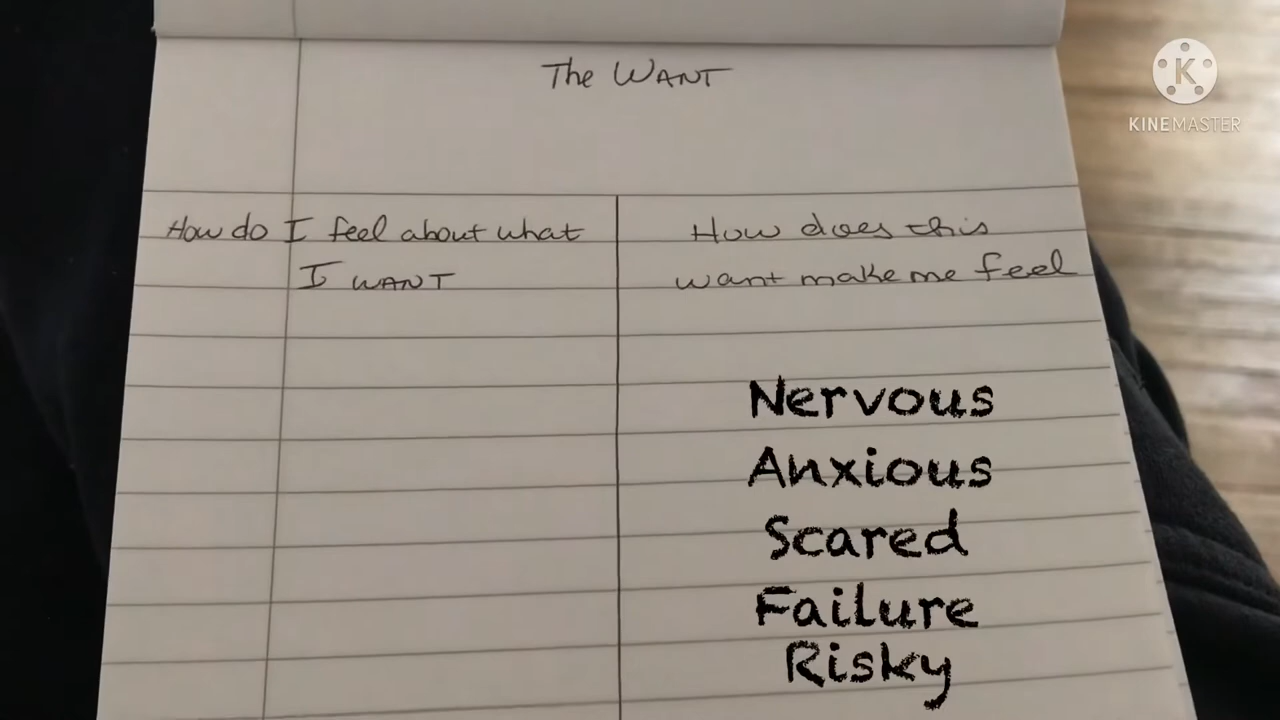 The WANT
KINEMASTER
How do I feel about what
I WANT
How does this
want make me feel
Nervous
Anxious
Scared
Failure
Risky